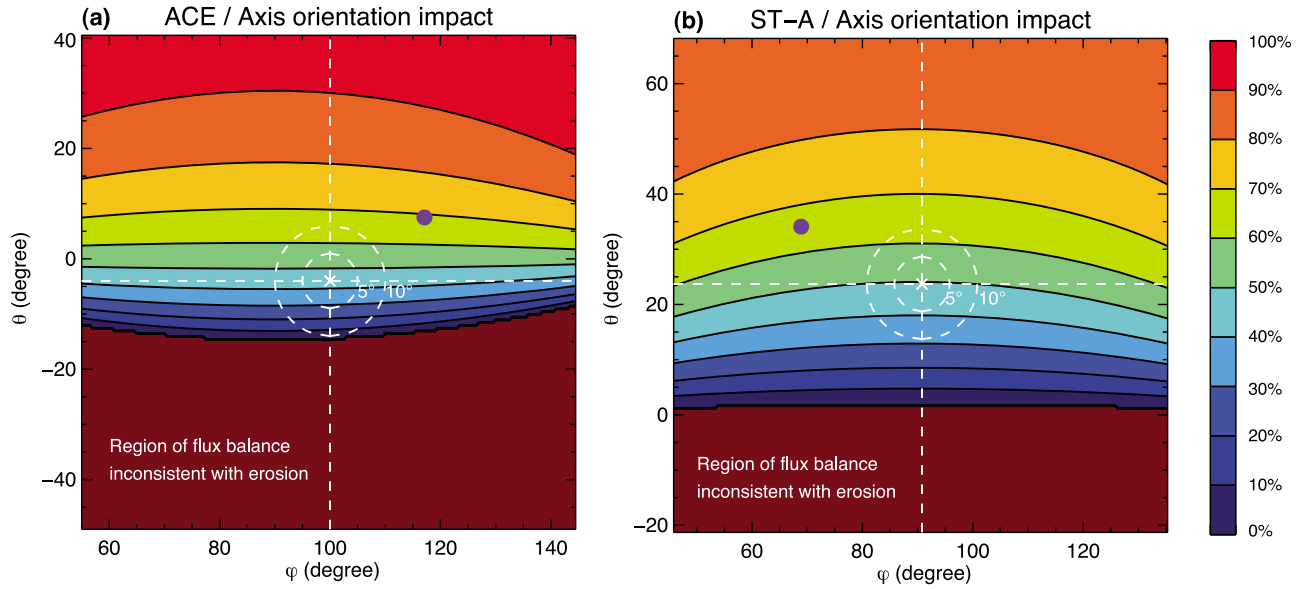 (a) ACE / Axis orientation impact
40
20
0
−20
−40
θ (degree)
60 80 100 120 140
φ (degree)
5° 10°
Region of flux balance
inconsistent with erosion
(b) ST−A / Axis orientation impact
60
40
20
0
−20
θ (degree)
60 80 100 120
φ (degree)
5° 10°
Region of flux balance
inconsistent with erosion
100%
90%
80%
70%
60%
50%
40%
30%
20%
10%
0%